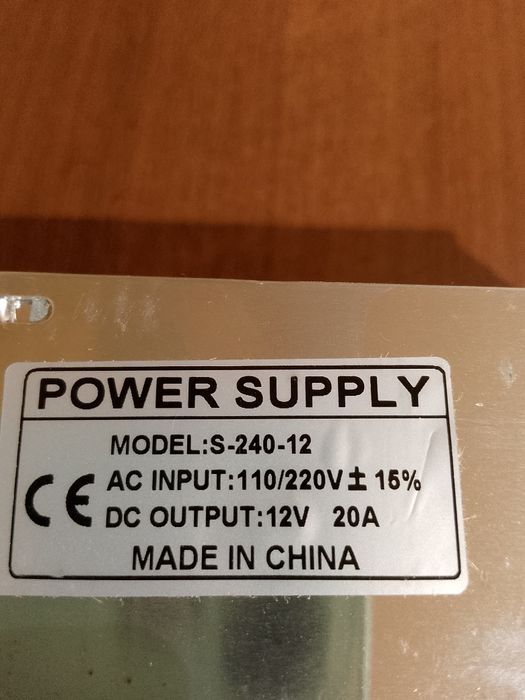 POWER SUPPLY
MODEL:S-240-12
AC INPUT:110/220V ± 15%
CE DC OUTPUT:12V 20A
MADE IN CHINA